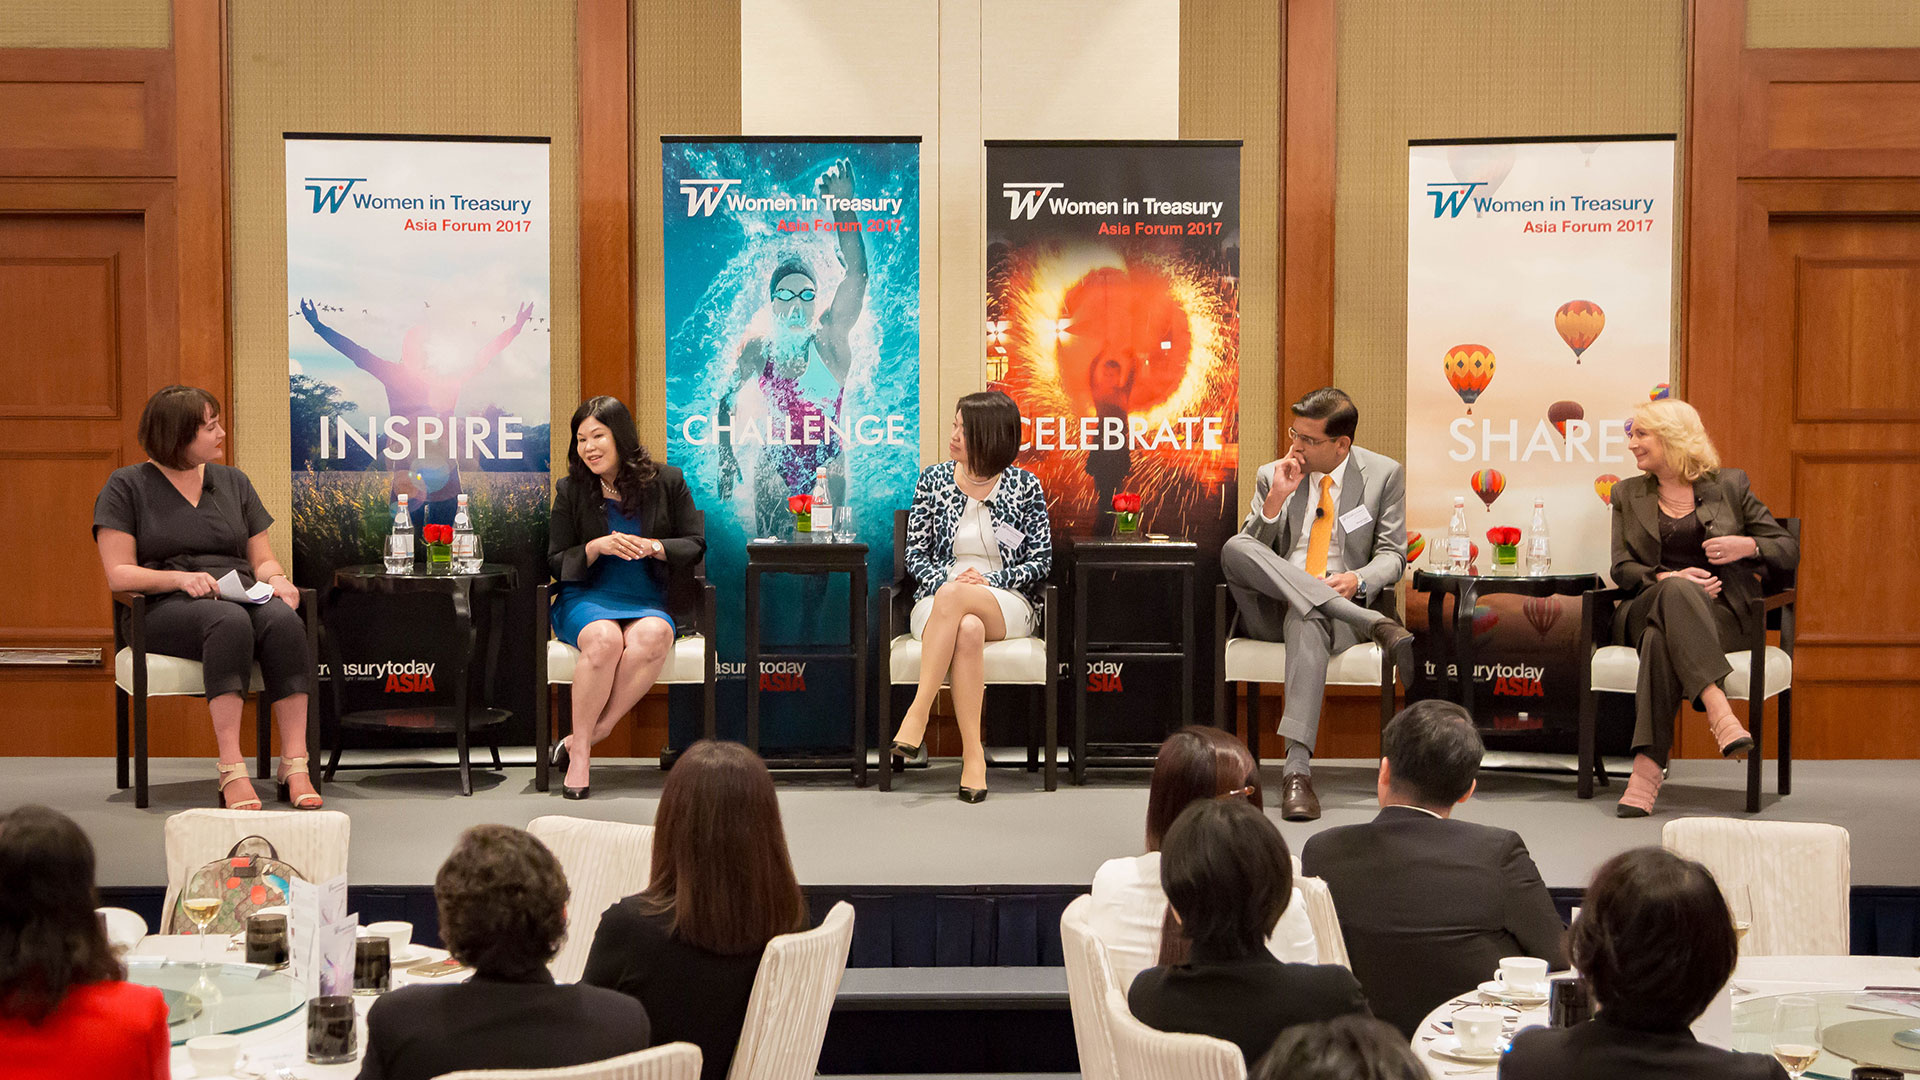 Women in Treasury
Asia Forum 2017
INSPIRE
treasurytoday
ASIA
Women in Treasury
Asia Forum 2017
CHALLENGE
today
ASIA
Women in Treasury
Asia Forum 2017
CELEBRATE
today
ASIA
Women in Treasury
Asia Forum 2017
SHARE
treasurytoday
ASIA